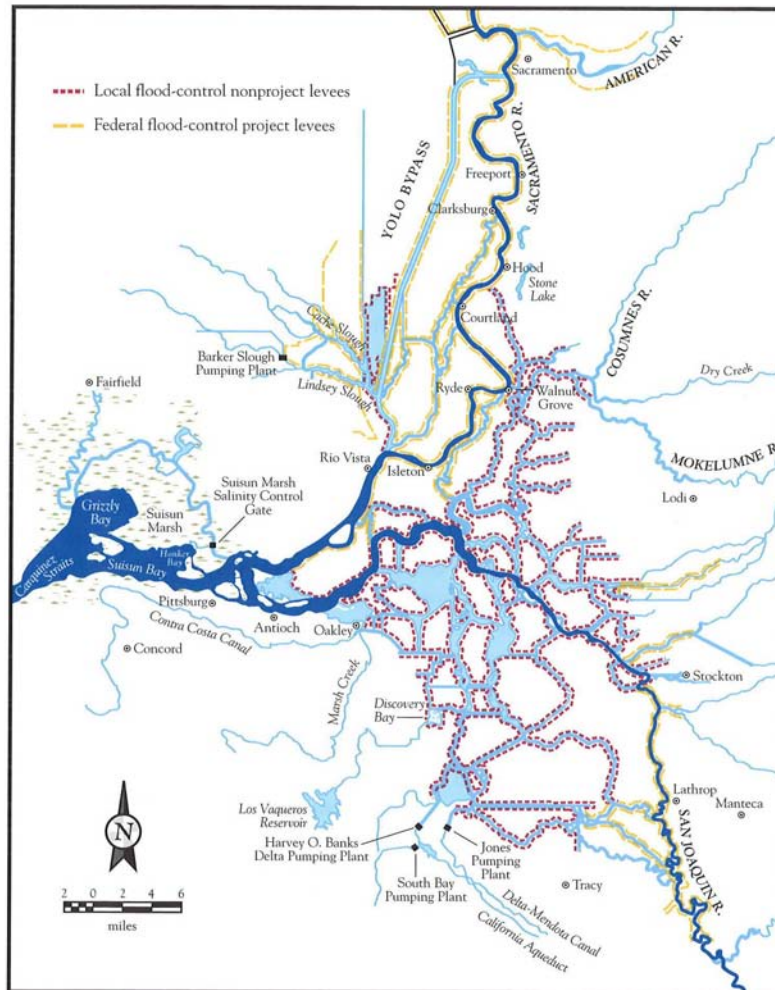 Sacramento
AMERICAN R.
Local flood-control nonproject levees
Federal flood-control project levees
YOLO BYPASS
SACRAMENTO R.
Freeport
Clarksburg
Hood
Stone
Lake
Courtland
COSUMNES R.
Cache Slough
Barker Slough
Pumping Plant
Dry Creek
Fairfield
Lindsey Slough
Ryde
Walnut
Grove
MOKELUMNE R.
Rio Vista
Isleton
Lodi
Suisun Marsh
Salinity Control
Gate
Grizzly
Bay
Suisun
Marsh
Honker
Bay
Carquinez
Straits
Suisun Bay
Pittsburg
Antioch
Oakley
Contra Costa
Canal
Concord
Stockton
Marsh Creek
Discovery
Bay
Lathrop
Manteca
Los Vaqueros
Reservoir
N
Harvey O. Banks
Delta Pumping Plant
Jones
Pumping
Plant
SAN JOAQUIN R.
South Bay
Pumping Plant
Tracy
Delta-Mendota Canal
California Aqueduct
2 0 2 4 6
miles